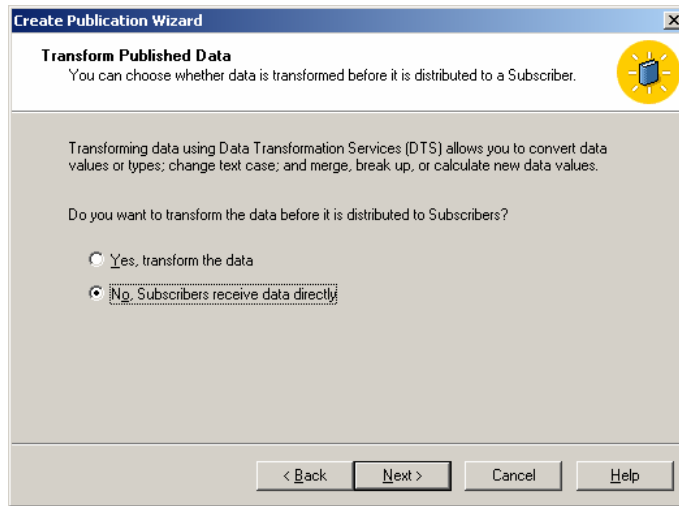 Create Publication Wizard
Transform Published Data
You can choose whether data is transformed before it is distributed to a Subscriber.
Transforming data using Data Transformation Services (DTS) allows you to convert data
values or types; change text case; and merge, break up, or calculate new data values.
Do you want to transform the data before it is distributed to Subscribers?
Yes, transform the data
No, Subscribers receive data directly
< Back
Next >
Cancel
Help